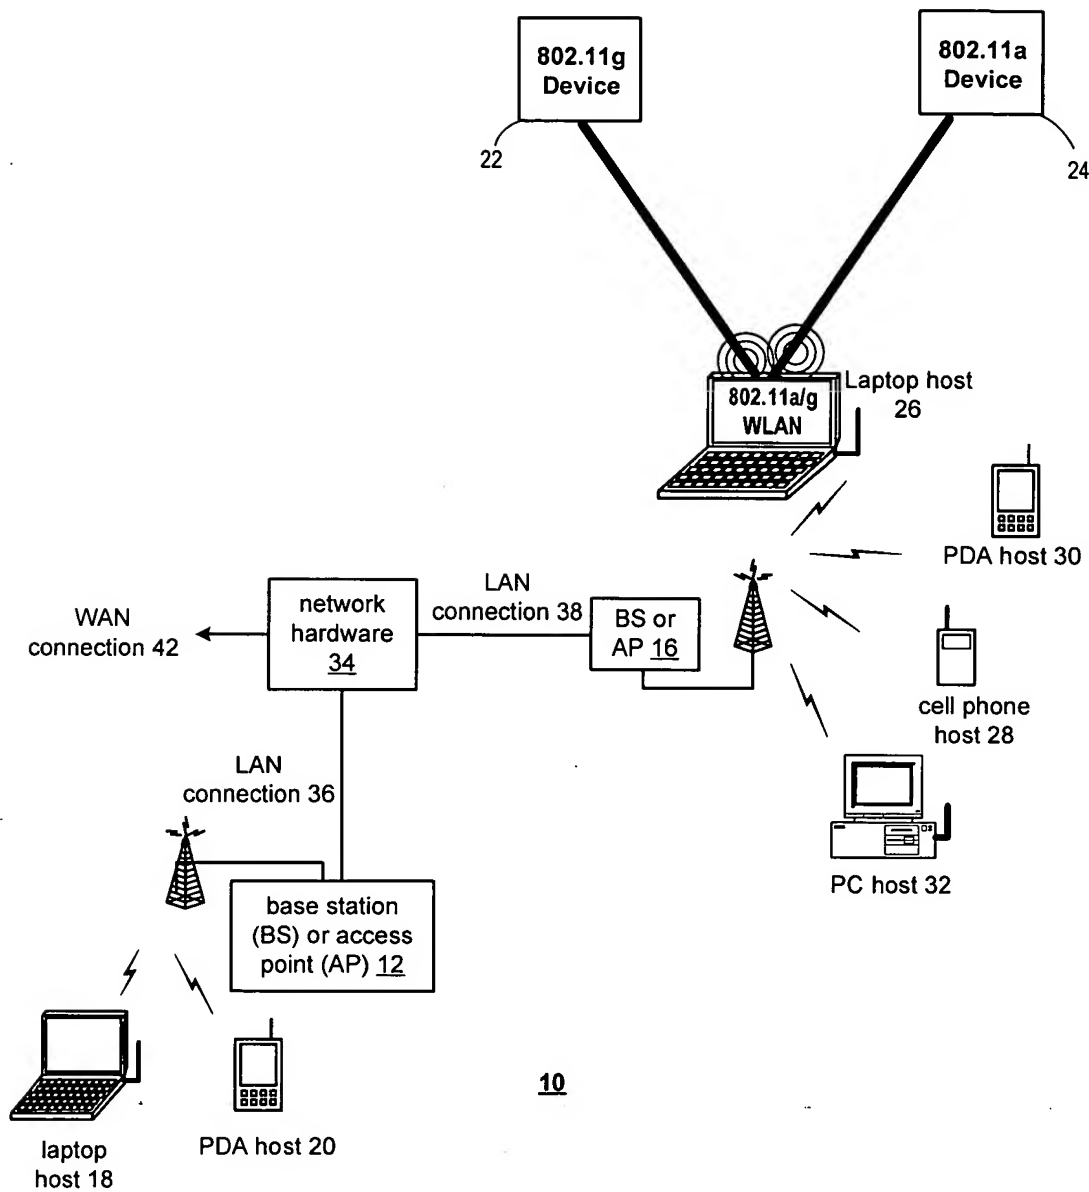 802.11g
Device
802.11a
Device
22
24
Laptop host
26
802.11a/g
WLAN
PDA host 30
LAN
connection 38
network
hardware
34
WAN
connection 42
BS or
AP 16
cell phone
host 28
LAN
connection 36
PC host 32
base station
(BS) or access
point (AP) 12
10
PDA host 20
laptop
host 18